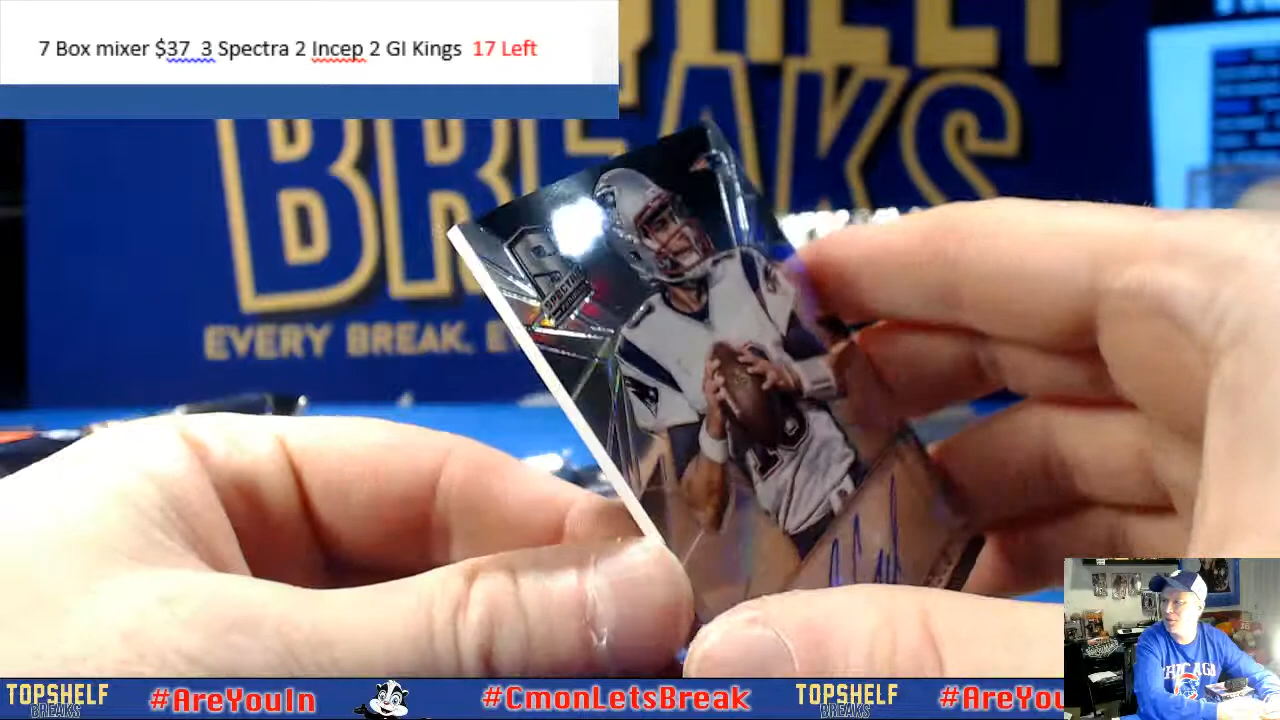 7 Box mixer $37 3 Spectra 2 Incep 2 GI Kings 17 Left
BREAKS
EVERY BREAK, E
SPECTRA
CHICAGO
TOPSHELF BREAKS #AreYouIn #CmonLetsBreak TOPSHELF BREAKS #AreYou